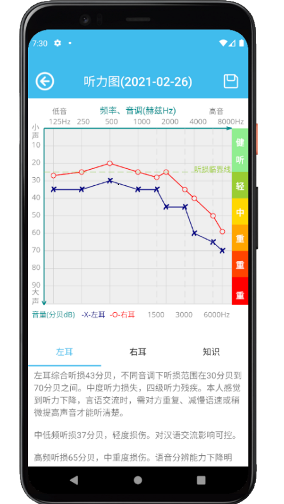 7:30
听力图(2021-02-26)
低音 频率、音调(赫兹Hz) 高音
125Hz 250 500 1000 2000 4000 8000Hz
小声
10
20
30
40
50
60
70
80
90
大声
听损临界线
健
听
轻
中
重
重
重
音量(分贝dB) -X-左耳 -O-右耳 1500 3000 6000Hz
左耳 右耳 知识
左耳综合听损43分贝，不同音调下听损范围在30分贝到
70分贝之间。中度听力损失，四级听力残疾。本人感觉
到听力下降，言语交流时，需对方重复、减慢语速或稍
微提高声音才能听清楚。
中低频听损37分贝，轻度损伤。对汉语交流影响可控。
高频听损65分贝，中重度损伤。语音分辨能力下降明